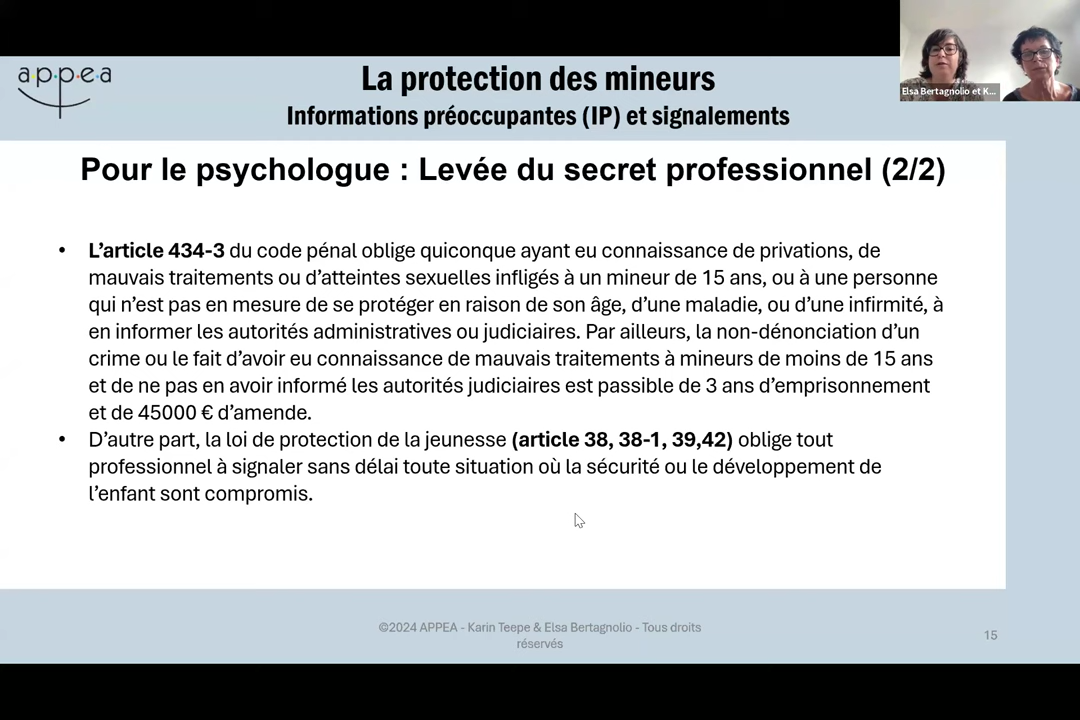 appea
La protection des mineurs
Informations préoccupantes (IP) et signalements
Elsa Bertagnolio et K...
Pour le psychologue : Levée du secret professionnel (2/2)
• L’article 434-3 du code pénal oblige quiconque ayant eu connaissance de privations, de
mauvais traitements ou d’atteintes sexuelles infligés à un mineur de 15 ans, ou à une personne
qui n’est pas en mesure de se protéger en raison de son âge, d’une maladie, ou d’une infirmité, à
en informer les autorités administratives ou judiciaires. Par ailleurs, la non-dénonciation d’un
crime ou le fait d’avoir eu connaissance de mauvais traitements à mineurs de moins de 15 ans
et de ne pas en avoir informé les autorités judiciaires est passible de 3 ans d’emprisonnement
et de 45000 € d’amende.
• D’autre part, la loi de protection de la jeunesse (article 38, 38-1, 39,42) oblige tout
professionnel à signaler sans délai toute situation où la sécurité ou le développement de
l’enfant sont compromis.
©2024 APPEA - Karin Teepe & Elsa Bertagnolio - Tous droits
réservés
15